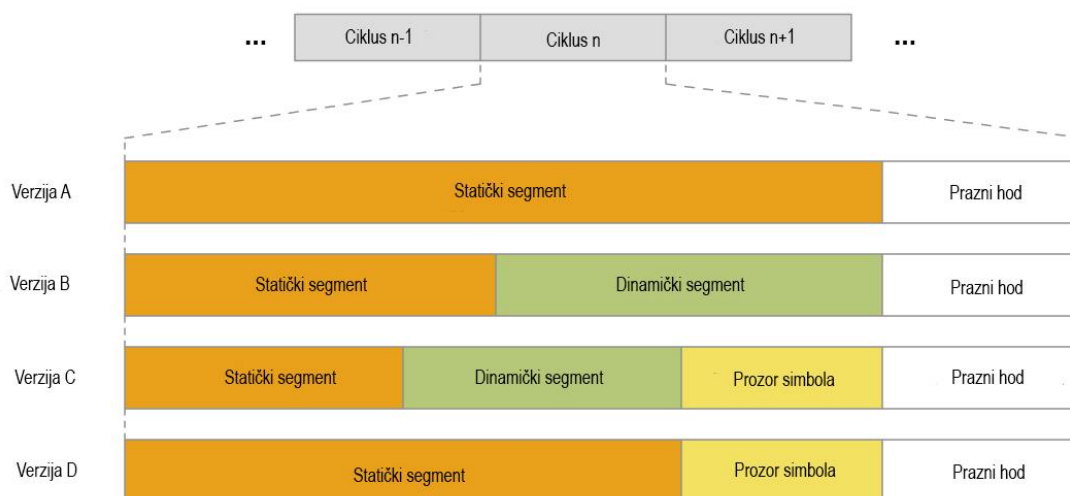 ... Ciklus n-1 Ciklus n Ciklus n+1 ...
Verzija A Statički segment Prazni hod
Verzija B Statički segment Dinamički segment Prazni hod
Verzija C Statički segment Dinamički segment Prozor simbola Prazni hod
Verzija D Statički segment Prozor simbola Prazni hod